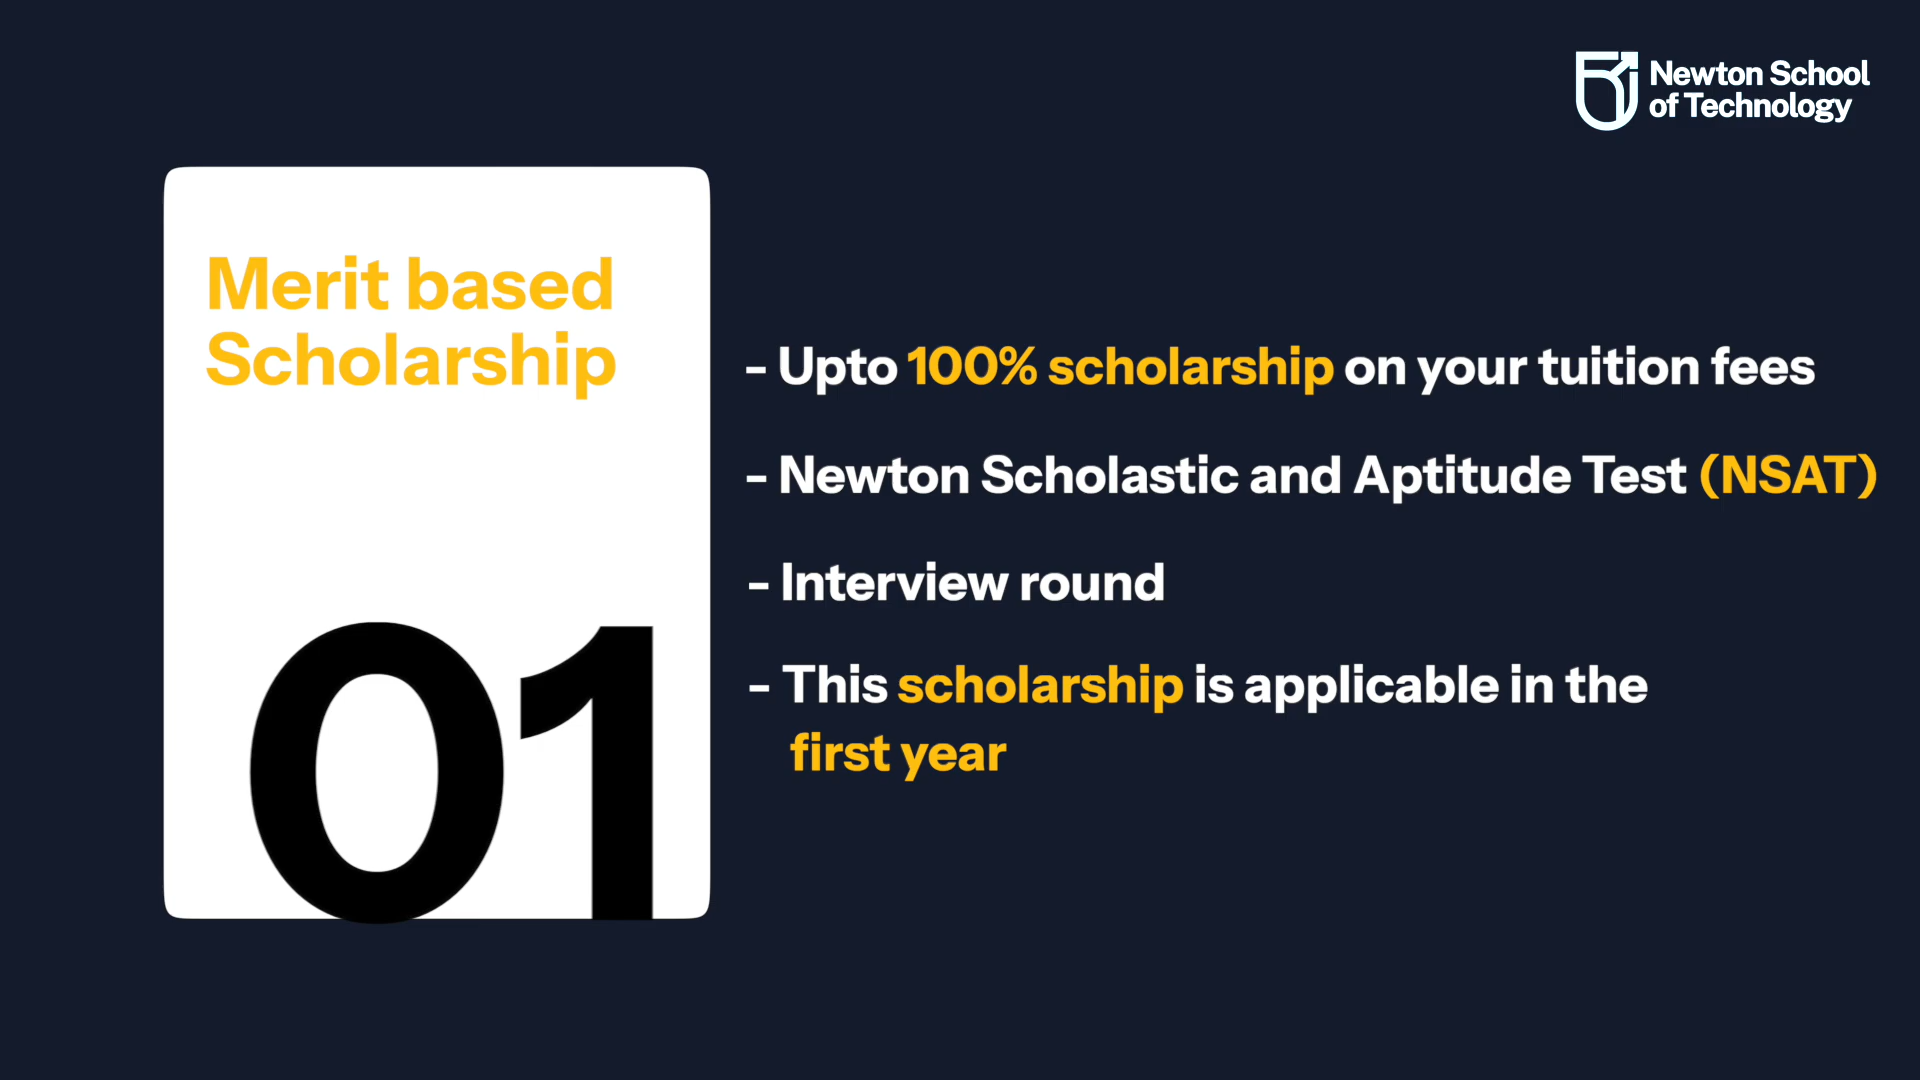 Newton School
of Technology
Merit based
Scholarship
01
- Upto 100% scholarship on your tuition fees
- Newton Scholastic and Aptitude Test (NSAT)
- Interview round
- This scholarship is applicable in the
first year